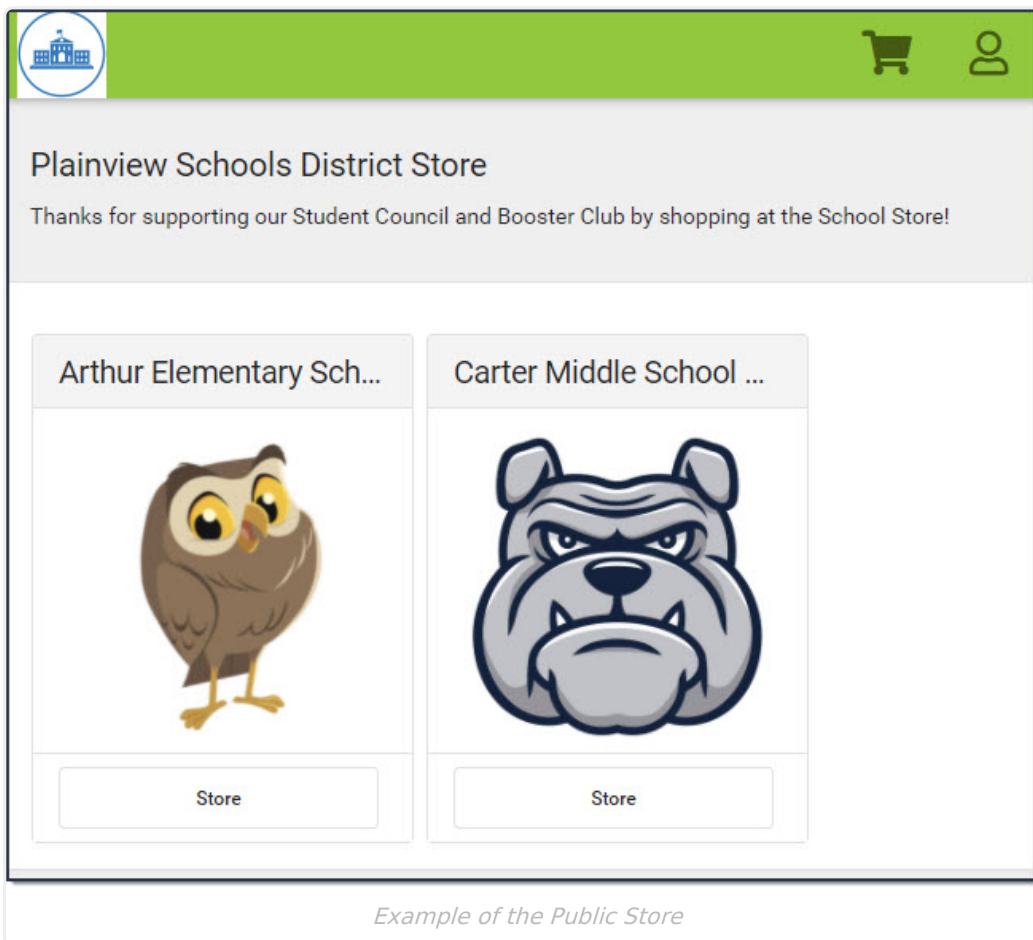 Plainview Schools District Store
Thanks for supporting our Student Council and Booster Club by shopping at the School Store!
Arthur Elementary Sch...
Carter Middle School ...
Store
Store
Example of the Public Store